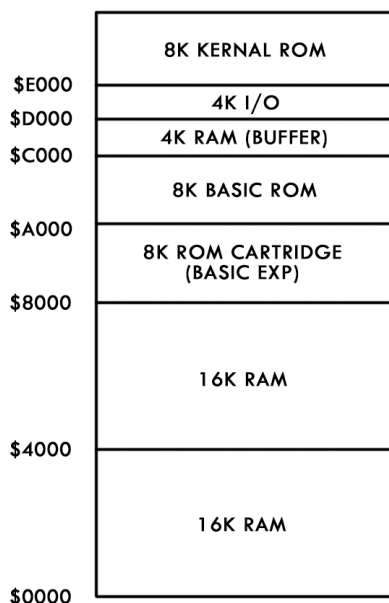 8K KERNAL ROM
$E000
4K I/O
$D000
4K RAM (BUFFER)
$C000
8K BASIC ROM
$A000
8K ROM CARTRIDGE
(BASIC EXP)
$8000
16K RAM
$4000
16K RAM
$0000